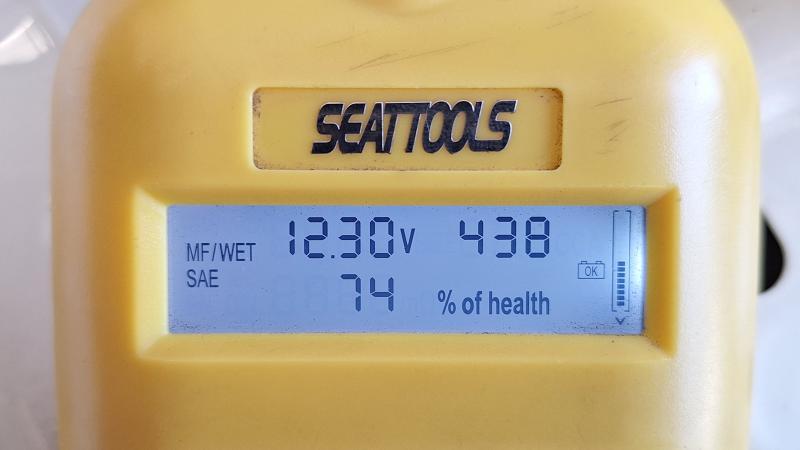 SEATTOOLS
MF/WET 12.30V 438
SAE 74 % of health
OK